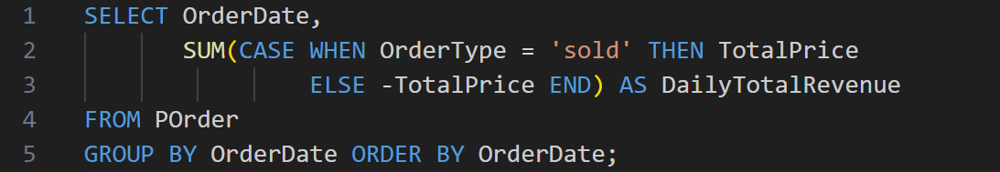 1 SELECT OrderDate,
2 SUM(CASE WHEN OrderType = 'sold' THEN TotalPrice
3 ELSE -TotalPrice END) AS DailyTotalRevenue
4 FROM POrder
5 GROUP BY OrderDate ORDER BY OrderDate;